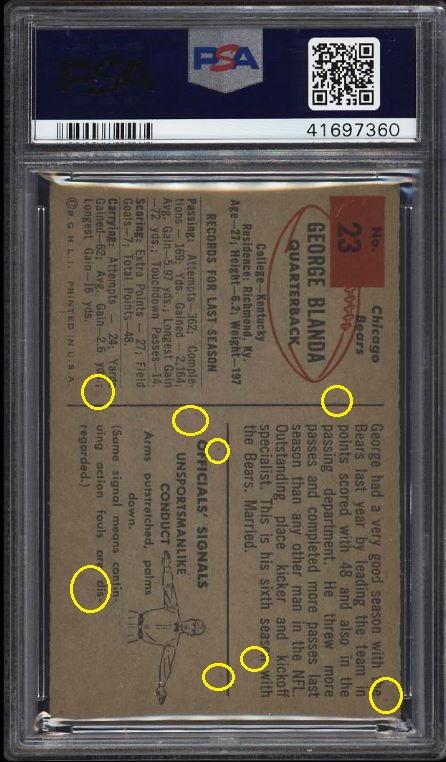 PSA
PSA
41697360
No.
23
Chicago
Bears
GEORGE BLANDA
QUARTERBACK
College—Kentucky
Residence: Richmond, Ky.
Age—27; Height—6.2, Weight—197
RECORDS FOR LAST SEASON
Passing: Attempts—362; Comple-
tions — 169; Yds. Gained — 2,164;
Avg. Gain—5.97 yds.; Longest Gain
—72 yds.; Touchdown Passes—14.
Scoring: Extra Points — 27; Field
Goals—7; Total Points—48.
Carrying: Attempts — 24; Yards
Gained—62; Avg. Gain—2.6 yds.;
Longest Gain—16 yds.
PRINTED IN U.S.A.
George had a very good season with the
Bears last year by leading the team in
points scored with 48 and also in the
passing department. He threw more
passes and completed more passes last
season than any other man in the NFL.
Outstanding place kicker and kickoff
specialist. This is his sixth season with
the Bears. Married.
OFFICIALS' SIGNALS
UNSPORTSMANLIKE
CONDUCT
Arms outstretched, palms
down.
(Same signal means contin-
uing action fouls are dis-
regarded.)